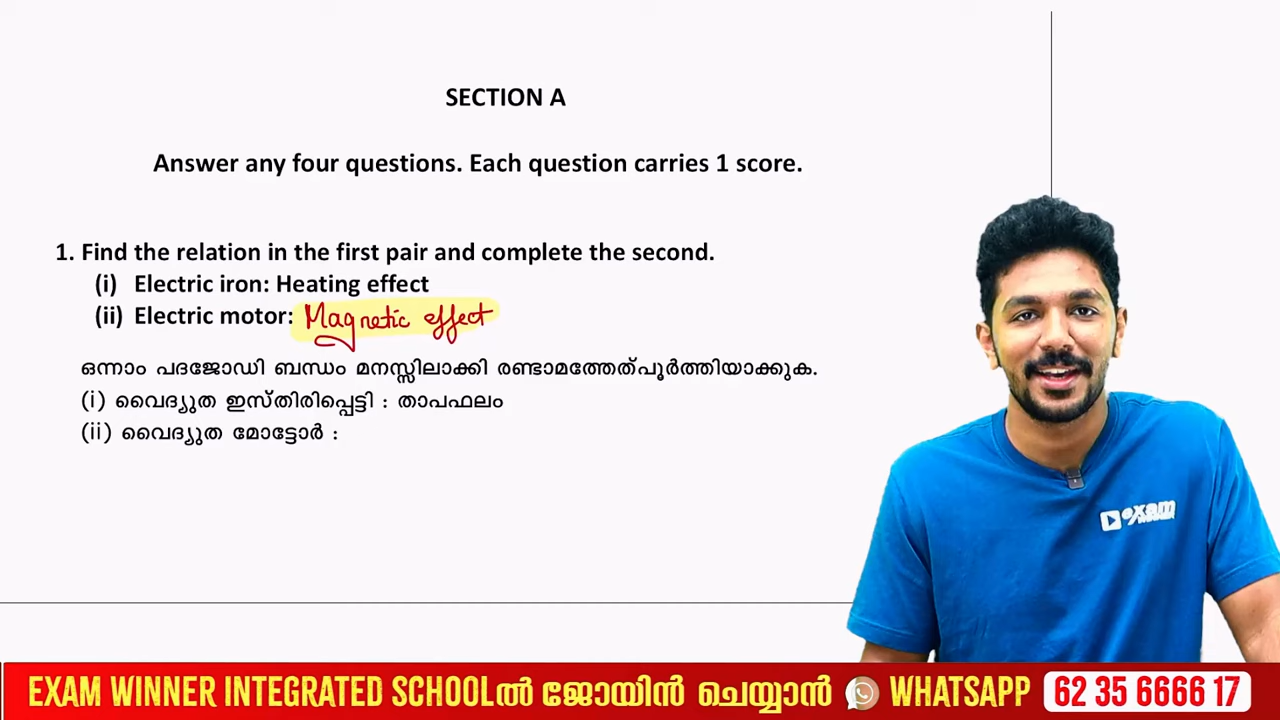 SECTION A
Answer any four questions. Each question carries 1 score.
1. Find the relation in the first pair and complete the second.
(i) Electric iron: Heating effect
(ii) Electric motor: Magnetic effect
ഒന്നാം പദജോഡി ബന്ധം മനസ്സിലാക്കി രണ്ടാമത്തേത്പൂർത്തിയാക്കുക.
(i) വൈദ്യുത ഇസ്തിരിപ്പെട്ടി : താപഫലം
(ii) വൈദ്യുത മോട്ടോർ :
exam
EXAM WINNER INTEGRATED SCHOOLൽ ജോയിൻ ചെയ്യാൻ WHATSAPP 62 35 6666 17